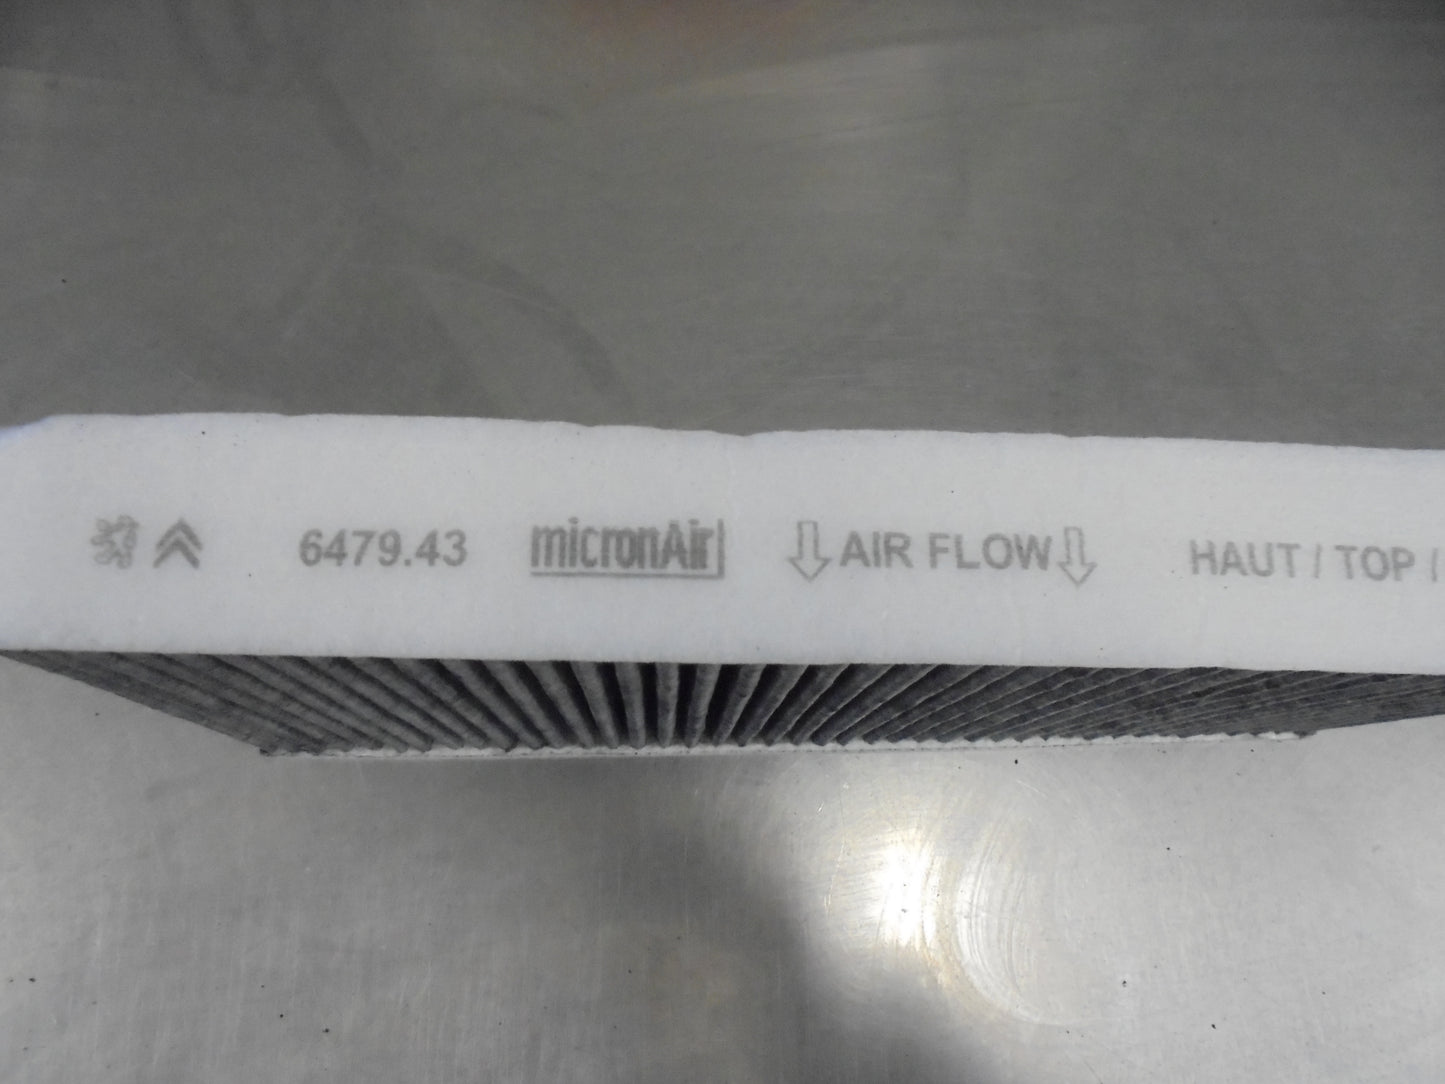 6479.43 micronAir AIR FLOW HAUT / TOP /